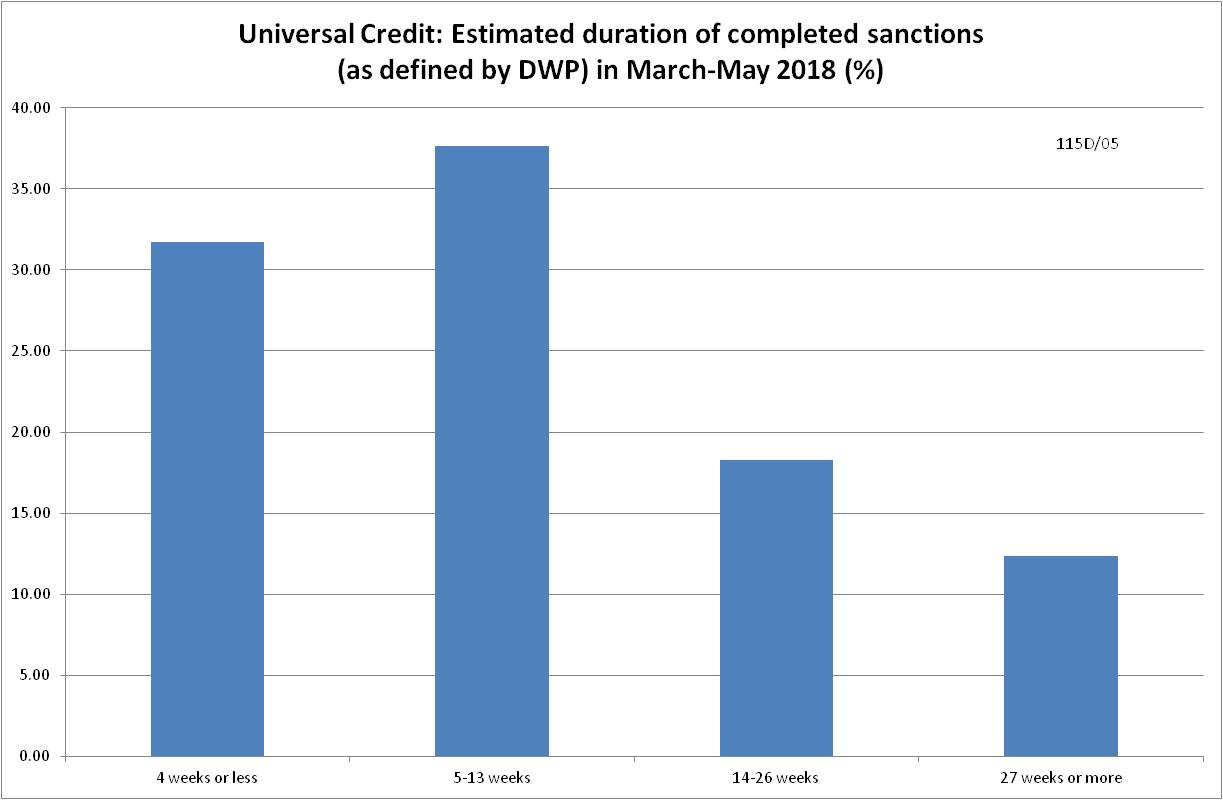 Universal Credit: Estimated duration of completed sanctions
(as defined by DWP) in March-May 2018 (%)
40.00
115D/05
35.00
30.00
25.00
20.00
15.00
10.00
5.00
0.00
4 weeks or less
5-13 weeks
14-26 weeks
27 weeks or more